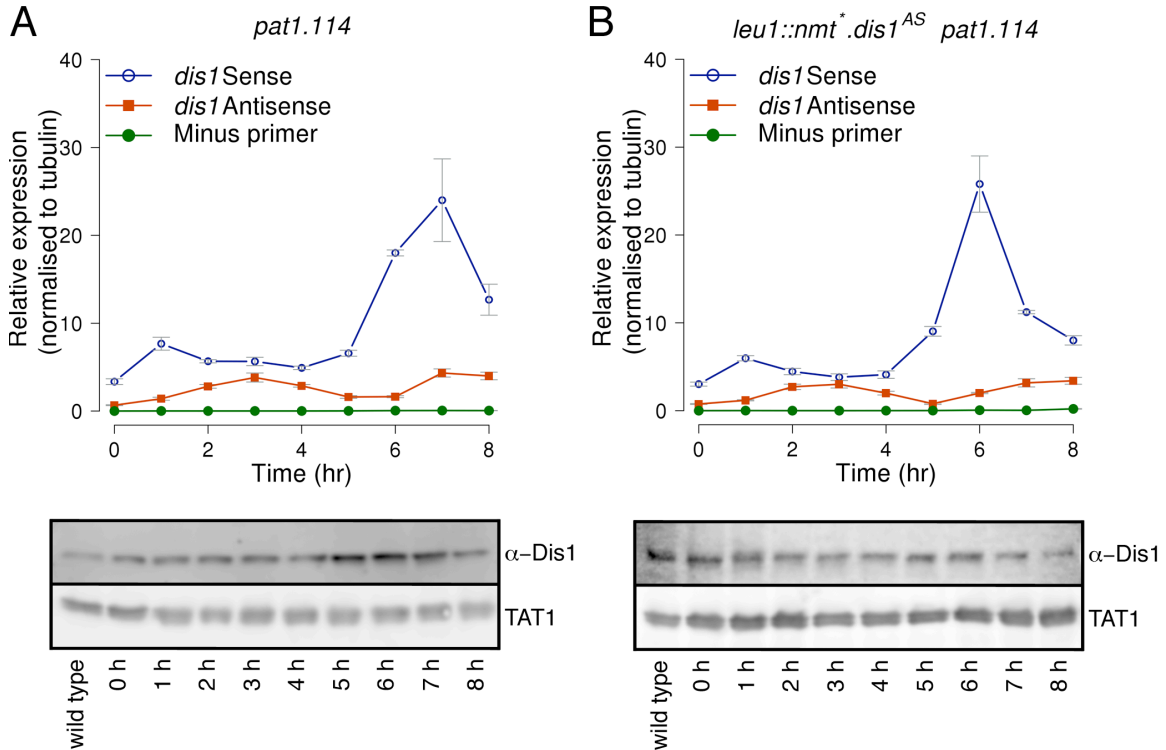 A
pat1.114
40
30
20
10
0
Relative expression
(normalised to tubulin)
dis1 Sense
dis1 Antisense
Minus primer
0 2 4 6 8
Time (hr)
α−Dis1
TAT1
wild type 0 h 1 h 2 h 3 h 4 h 5 h 6 h 7 h 8 h
B
leu1::nmt*.dis1AS pat1.114
40
30
20
10
0
Relative expression
(normalised to tubulin)
dis1 Sense
dis1 Antisense
Minus primer
0 2 4 6 8
Time (hr)
α−Dis1
TAT1
wild type 0 h 1 h 2 h 3 h 4 h 5 h 6 h 7 h 8 h